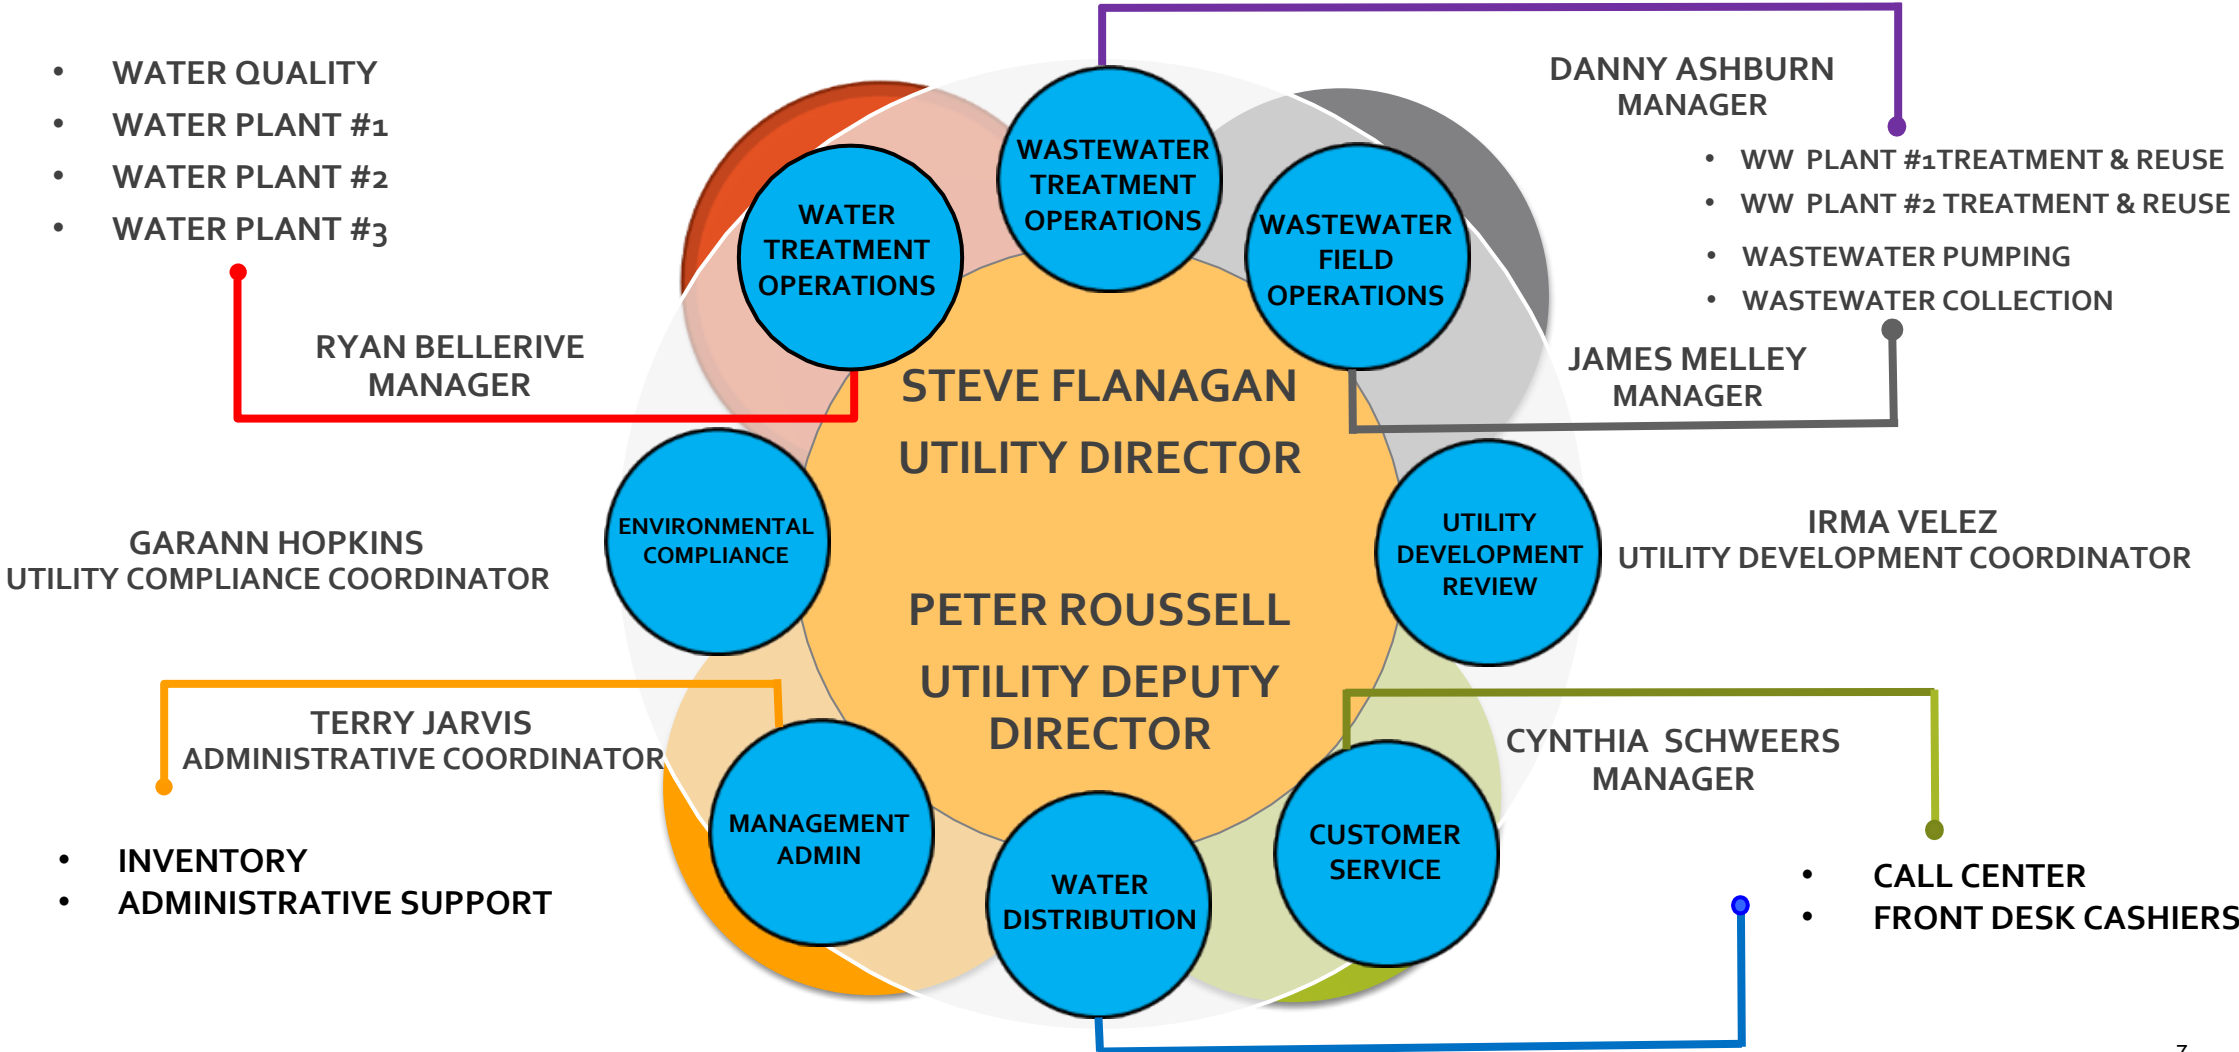 • WATER QUALITY
• WATER PLANT #1
• WATER PLANT #2
• WATER PLANT #3
RYAN BELLERIVE
MANAGER
WATER
TREATMENT
OPERATIONS
WASTEWATER
TREATMENT
OPERATIONS
WASTEWATER
FIELD
OPERATIONS
DANNY ASHBURN
MANAGER
• WW PLANT #1TREATMENT & REUSE
• WW PLANT #2 TREATMENT & REUSE
• WASTEWATER PUMPING
• WASTEWATER COLLECTION
JAMES MELLEY
MANAGER
STEVE FLANAGAN
UTILITY DIRECTOR
PETER ROUSSELL
UTILITY DEPUTY
DIRECTOR
GARANN HOPKINS
UTILITY COMPLIANCE COORDINATOR
ENVIRONMENTAL
COMPLIANCE
UTILITY
DEVELOPMENT
REVIEW
IRMA VELEZ
UTILITY DEVELOPMENT COORDINATOR
TERRY JARVIS
ADMINISTRATIVE COORDINATOR
• INVENTORY
• ADMINISTRATIVE SUPPORT
MANAGEMENT
ADMIN
WATER
DISTRIBUTION
CUSTOMER
SERVICE
CYNTHIA SCHWEERS
MANAGER
• CALL CENTER
• FRONT DESK CASHIERS